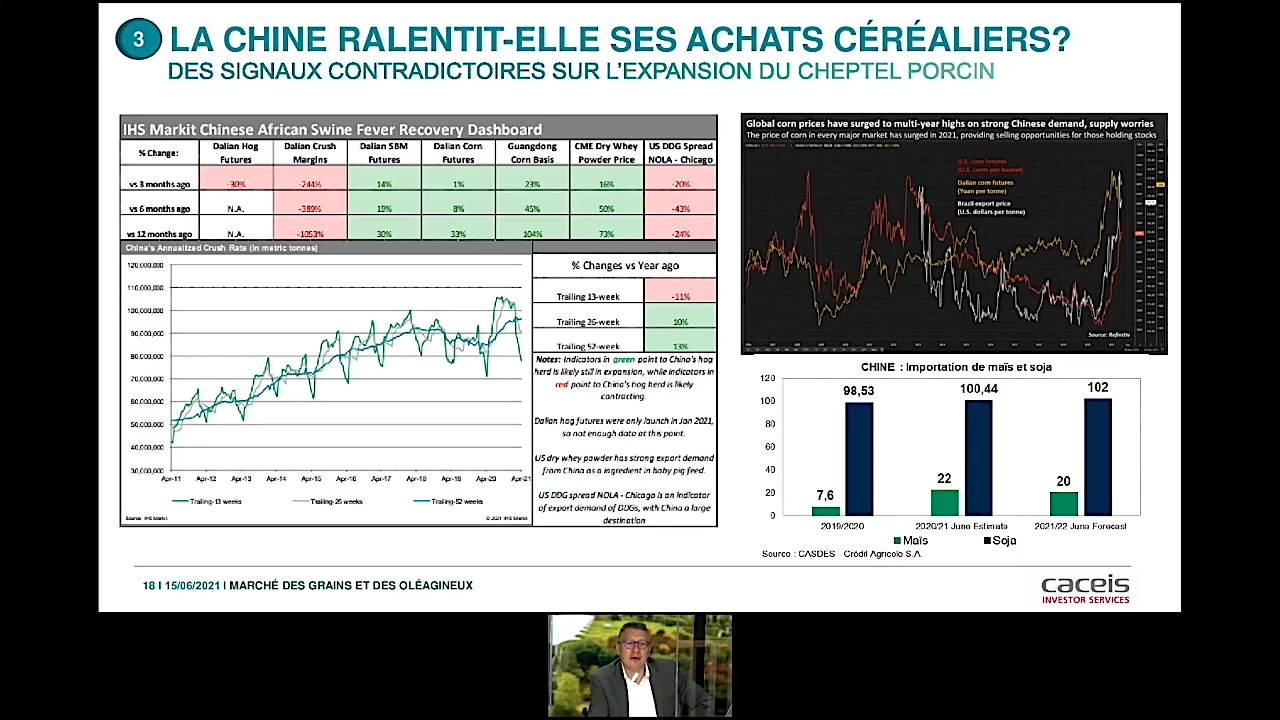 3
LA CHINE RALENTIT-ELLE SES ACHATS CÉRÉALIERS?
DES SIGNAUX CONTRADICTOIRES SUR L'EXPANSION DU CHEPTEL PORCIN
IHS Markit Chinese African Swine Fever Recovery Dashboard
% Change: Dalian Hog Futures Dalian Crush Margins Dalian SBM Futures Dalian Corn Futures Guangdong Corn Basis CME Dry Whey Powder Price US DDG Spread NOLA - Chicago
vs 3 months ago -30% -244% 14% 1% 23% 16% -20%
vs 6 months ago N.A. -389% 19% 8% 45% 50% -43%
vs 12 months ago N.A. -1053% 30% 33% 104% 73% -24%
China's Annualized Crush Rate (in metric tonnes)
120,000,000
110,000,000
100,000,000
90,000,000
80,000,000
70,000,000
60,000,000
50,000,000
40,000,000
30,000,000
Apr-11 Apr-12 Apr-13 Apr-14 Apr-15 Apr-16 Apr-17 Apr-18 Apr-19 Apr-20 Apr-21
Trailing-13 weeks Trailing-26 weeks Trailing-52 weeks
Source: IHS Markit © 2021 IHS Markit
% Changes vs Year ago
Trailing 13-week -11%
Trailing 26-week 10%
Trailing 52-week 13%
Notes: Indicators in green point to China's hog
herd is likely still in expansion, while indicators in
red point to China's hog herd is likely
contracting.
Dalian hog futures were only launch in Jan 2021,
so not enough data at this point.
US dry whey powder has strong export demand
from China as a ingredient in baby pig feed.
US DDG spread NOLA - Chicago is an indicator
of export demand of DDGs, with China a large
destination
Global corn prices have surged to multi-year highs on strong Chinese demand, supply worries
The price of corn in every major market has surged in 2021, providing selling opportunities for those holding stocks
U.S. corn futures
(U.S. cents per bushel)
Dalian corn futures
(Yuan per tonne)
Brazil export price
(U.S. dollars per tonne)
Source: Refinitiv
CHINE : Importation de maïs et soja
120
100
80
60
40
20
0
7,6 98,53 22 100,44 20 102
2019/2020 2020/21 June Estimate 2021/22 June Forecast
Maïs Soja
Source : CASDES Crédit Agricole S.A.
18 I 15/06/2021 I MARCHÉ DES GRAINS ET DES OLÉAGINEUX
caceis
INVESTOR SERVICES